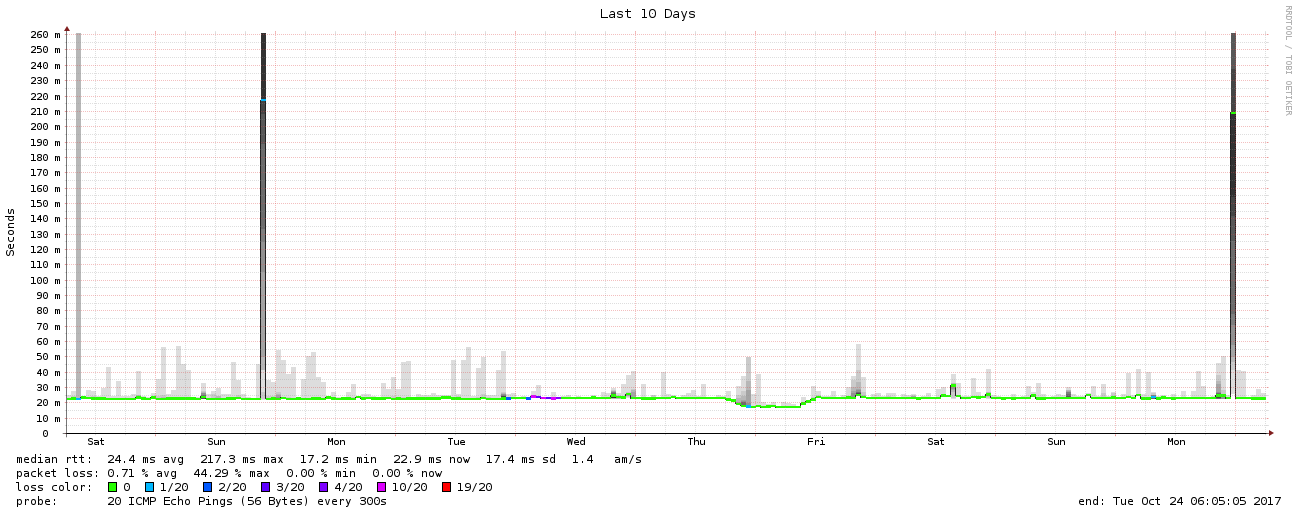 Last 10 Days
RRDTOOL / TOBI OETIKER
Seconds
260 m
250 m
240 m
230 m
220 m
210 m
200 m
190 m
180 m
170 m
160 m
150 m
140 m
130 m
120 m
110 m
100 m
90 m
80 m
70 m
60 m
50 m
40 m
30 m
20 m
10 m
0
Sat Sun Mon Tue Wed Thu Fri Sat Sun Mon
median rtt: 24.4 ms avg 217.3 ms max 17.2 ms min 22.9 ms now 17.4 ms sd 1.4 am/s
packet loss: 0.71 % avg 44.29 % max 0.00 % min 0.00 % now
loss color: 0 1/20 2/20 3/20 4/20 10/20 19/20
probe: 20 ICMP Echo Pings (56 Bytes) every 300s end: Tue Oct 24 06:05:05 2017